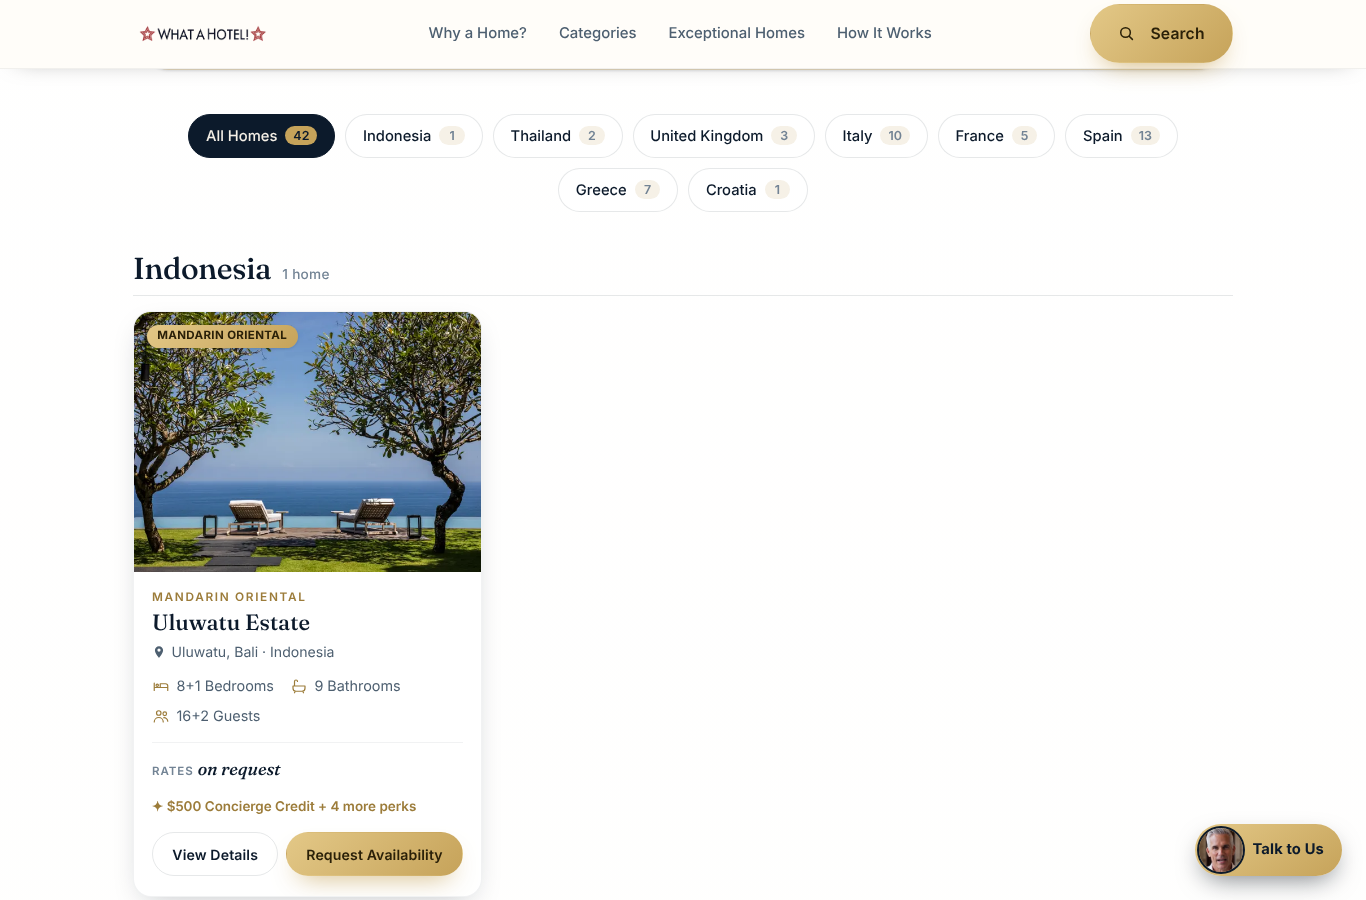 WHAT A HOTEL!
Why a Home?
Categories
Exceptional Homes
How It Works
Search
All Homes 42
Indonesia 1
Thailand 2
United Kingdom 3
Italy 10
France 5
Spain 13
Greece 7
Croatia 1
Indonesia 1 home
MANDARIN ORIENTAL
MANDARIN ORIENTAL
Uluwatu Estate
Uluwatu, Bali · Indonesia
8+1 Bedrooms 9 Bathrooms
16+2 Guests
RATES on request
✦ $500 Concierge Credit + 4 more perks
View Details
Request Availability
Talk to Us